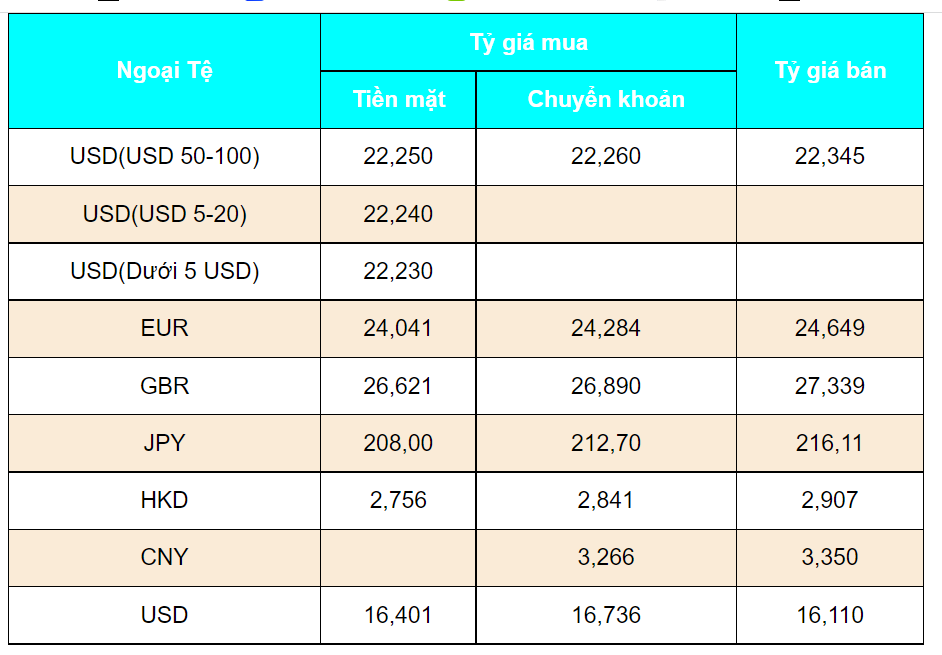 Ngoại Tệ Tỷ giá mua Tỷ giá bán
Tiền mặt Chuyển khoản
USD(USD 50-100) 22,250 22,260 22,345
USD(USD 5-20) 22,240
USD(Dưới 5 USD) 22,230
EUR 24,041 24,284 24,649
GBR 26,621 26,890 27,339
JPY 208,00 212,70 216,11
HKD 2,756 2,841 2,907
CNY 3,266 3,350
USD 16,401 16,736 16,110